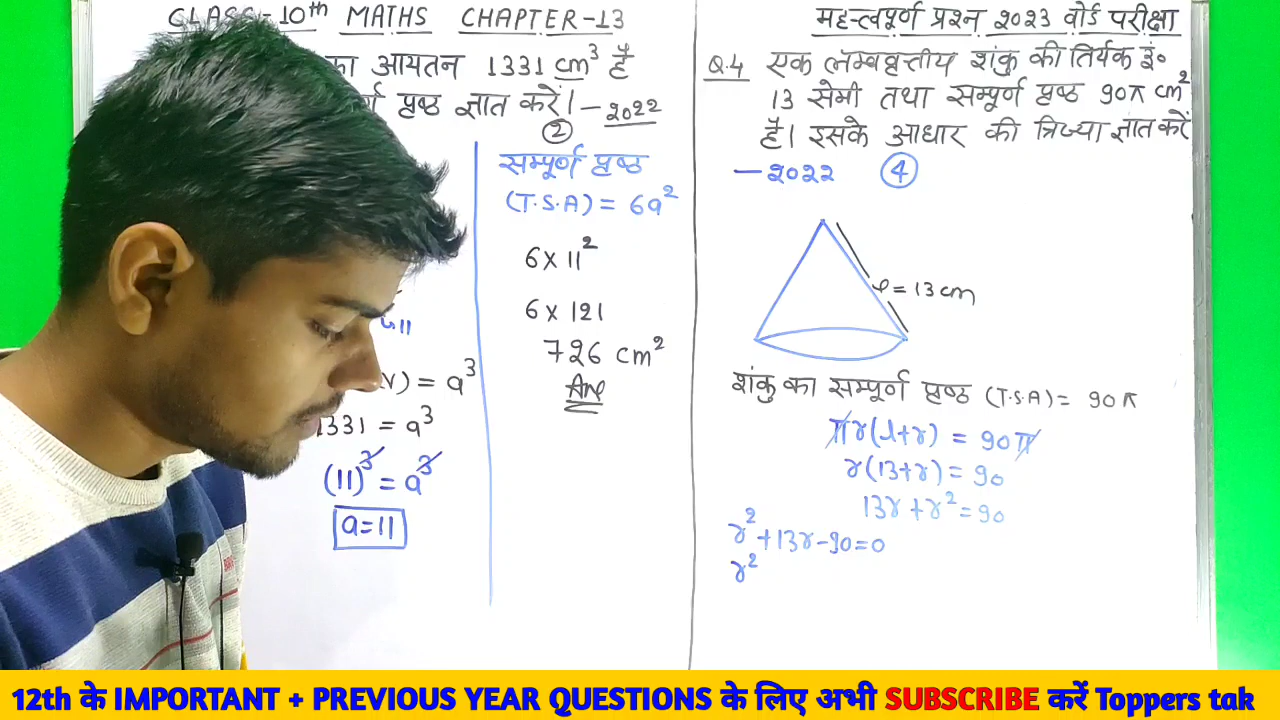 CLASS-10th MATHS CHAPTER-13
का आयतन 1331 cm³ है
पृष्ठ ज्ञात करें। – 2022
②
सम्पूर्ण पृष्ठ
(T.S.A) = 6a²
6 × 11²
6 × 121
726 cm²
Ans
) = a³
1331 = a³
(11)³ = a³
a = 11
महत्वपूर्ण प्रश्न 2023 बोर्ड परीक्षा
Q.4 एक लम्बवृत्तीय शंकु की तिर्यक ऊं॰
13 सेमी तथा सम्पूर्ण पृष्ठ 90π cm²
है। इसके आधार की त्रिज्या ज्ञात करें
– 2022 ④
l = 13 cm
शंकु का सम्पूर्ण पृष्ठ (T.S.A) = 90π
πr(l+r) = 90π
r(13+r) = 90
13r + r² = 90
r² + 13r - 90 = 0
r²
12th के IMPORTANT + PREVIOUS YEAR QUESTIONS के लिए अभी SUBSCRIBE करें Toppers tak